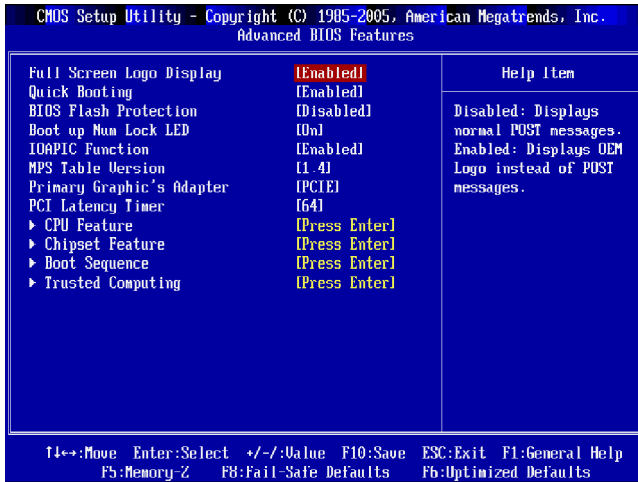 CMOS Setup Utility - Copyright (C) 1985-2005, American Megatrends, Inc.
Advanced BIOS Features
Full Screen Logo Display [Enabled]
Quick Booting [Enabled]
BIOS Flash Protection [Disabled]
Boot up Num Lock LED [On]
IOAPIC Function [Enabled]
MPS Table Version [1.4]
Primary Graphic's Adapter [PCIE]
PCI Latency Timer [64]
▶ CPU Feature [Press Enter]
▶ Chipset Feature [Press Enter]
▶ Boot Sequence [Press Enter]
▶ Trusted Computing [Press Enter]
Help Item
Disabled: Displays
normal POST messages.
Enabled: Displays OEM
Logo instead of POST
messages.
↑↓←→:Move Enter:Select +/-/:Value F10:Save ESC:Exit F1:General Help
F5:Memory-Z F8:Fail-Safe Defaults F6:Optimized Defaults